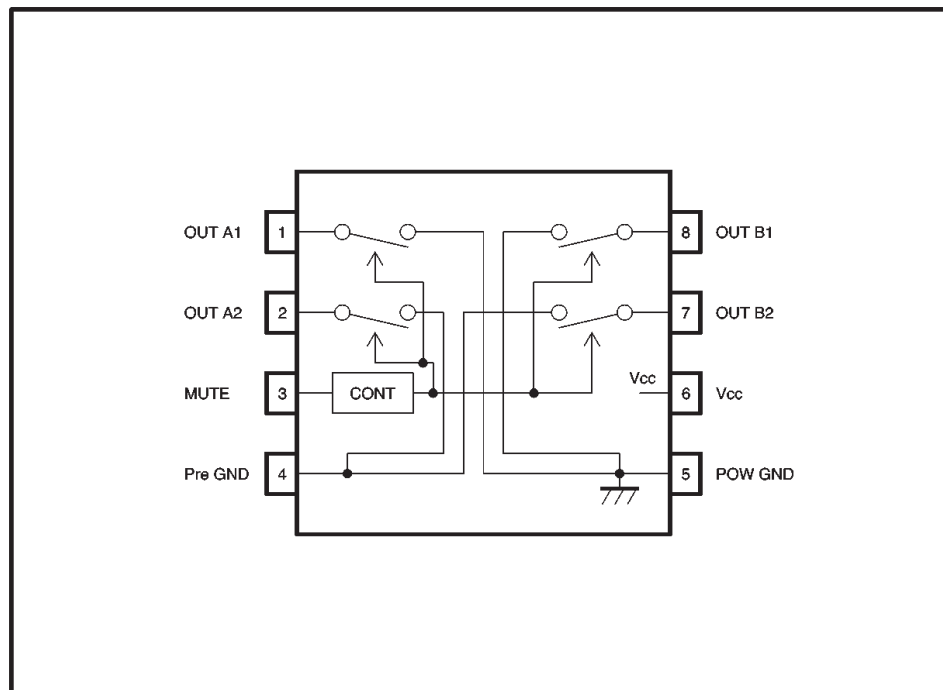 OUT A1 1 8 OUT B1
OUT A2 2 7 OUT B2
Vcc
MUTE 3 CONT 6 Vcc
Pre GND 4 5 POW GND